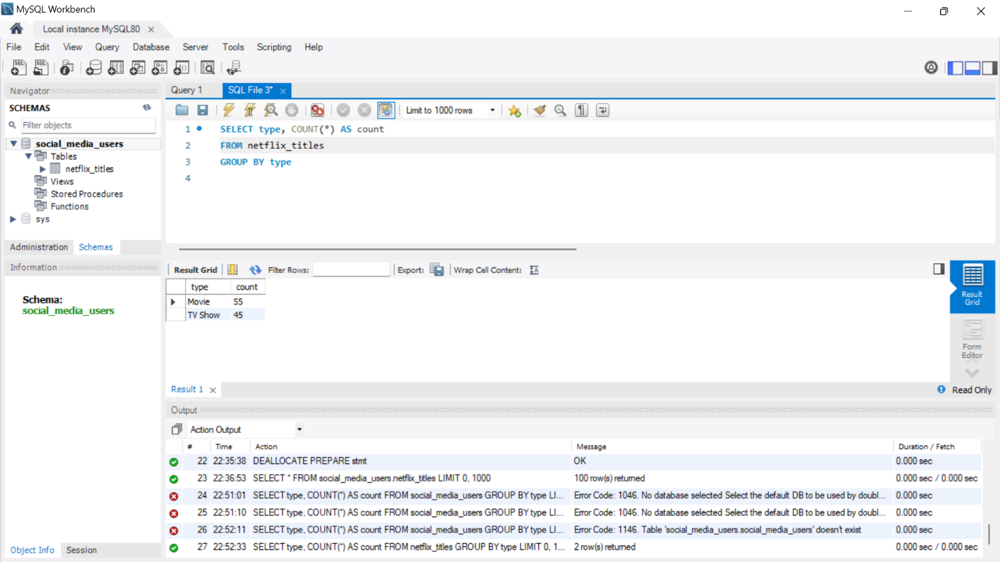 MySQL Workbench
Local instance MySQL80
File Edit View Query Database Server Tools Scripting Help
Navigator
SCHEMAS
Filter objects
social_media_users
Tables
netflix_titles
Views
Stored Procedures
Functions
sys
Administration Schemas
Information
Schema:
social_media_users
Object Info Session
Query 1 SQL File 3*
Limit to 1000 rows
1 SELECT type, COUNT(*) AS count
2 FROM netflix_titles
3 GROUP BY type
4
Result Grid Filter Rows: Export: Wrap Cell Content:
type count
Movie 55
TV Show 45
Result
Grid
Form
Editor
Result 1
Read Only
Output
Action Output
# Time Action Message Duration / Fetch
22 22:35:38 DEALLOCATE PREPARE stmt OK 0.000 sec
23 22:36:53 SELECT * FROM social_media_users.netflix_titles LIMIT 0, 1000 100 row(s) returned 0.000 sec / 0.000 sec
24 22:51:01 SELECT type, COUNT(*) AS count FROM social_media_users GROUP BY type LI... Error Code: 1046. No database selected Select the default DB to be used by doubl... 0.000 sec
25 22:51:10 SELECT type, COUNT(*) AS count FROM social_media_users GROUP BY type LI... Error Code: 1046. No database selected Select the default DB to be used by doubl... 0.000 sec
26 22:52:11 SELECT type, COUNT(*) AS count FROM social_media_users GROUP BY type LI... Error Code: 1146. Table 'social_media_users.social_media_users' doesn't exist 0.000 sec
27 22:52:33 SELECT type, COUNT(*) AS count FROM netflix_titles GROUP BY type LIMIT 0, 1... 2 row(s) returned 0.000 sec / 0.000 sec